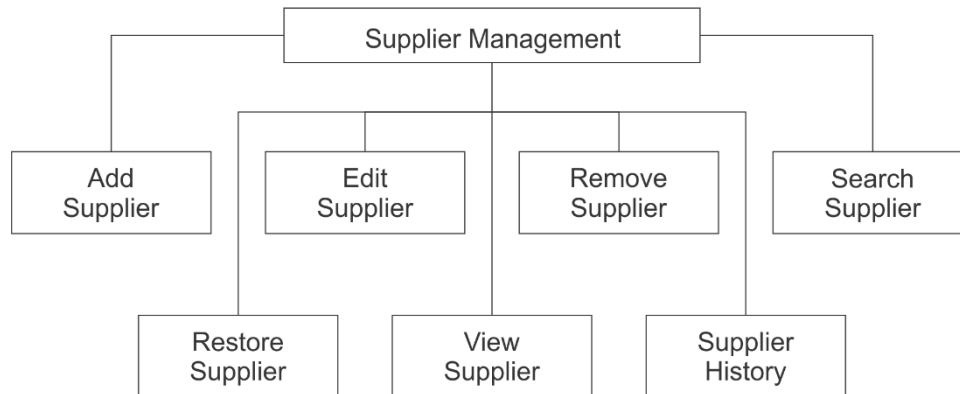 Supplier Management
Add
Supplier
Edit
Supplier
Remove
Supplier
Search
Supplier
Restore
Supplier
View
Supplier
Supplier
History